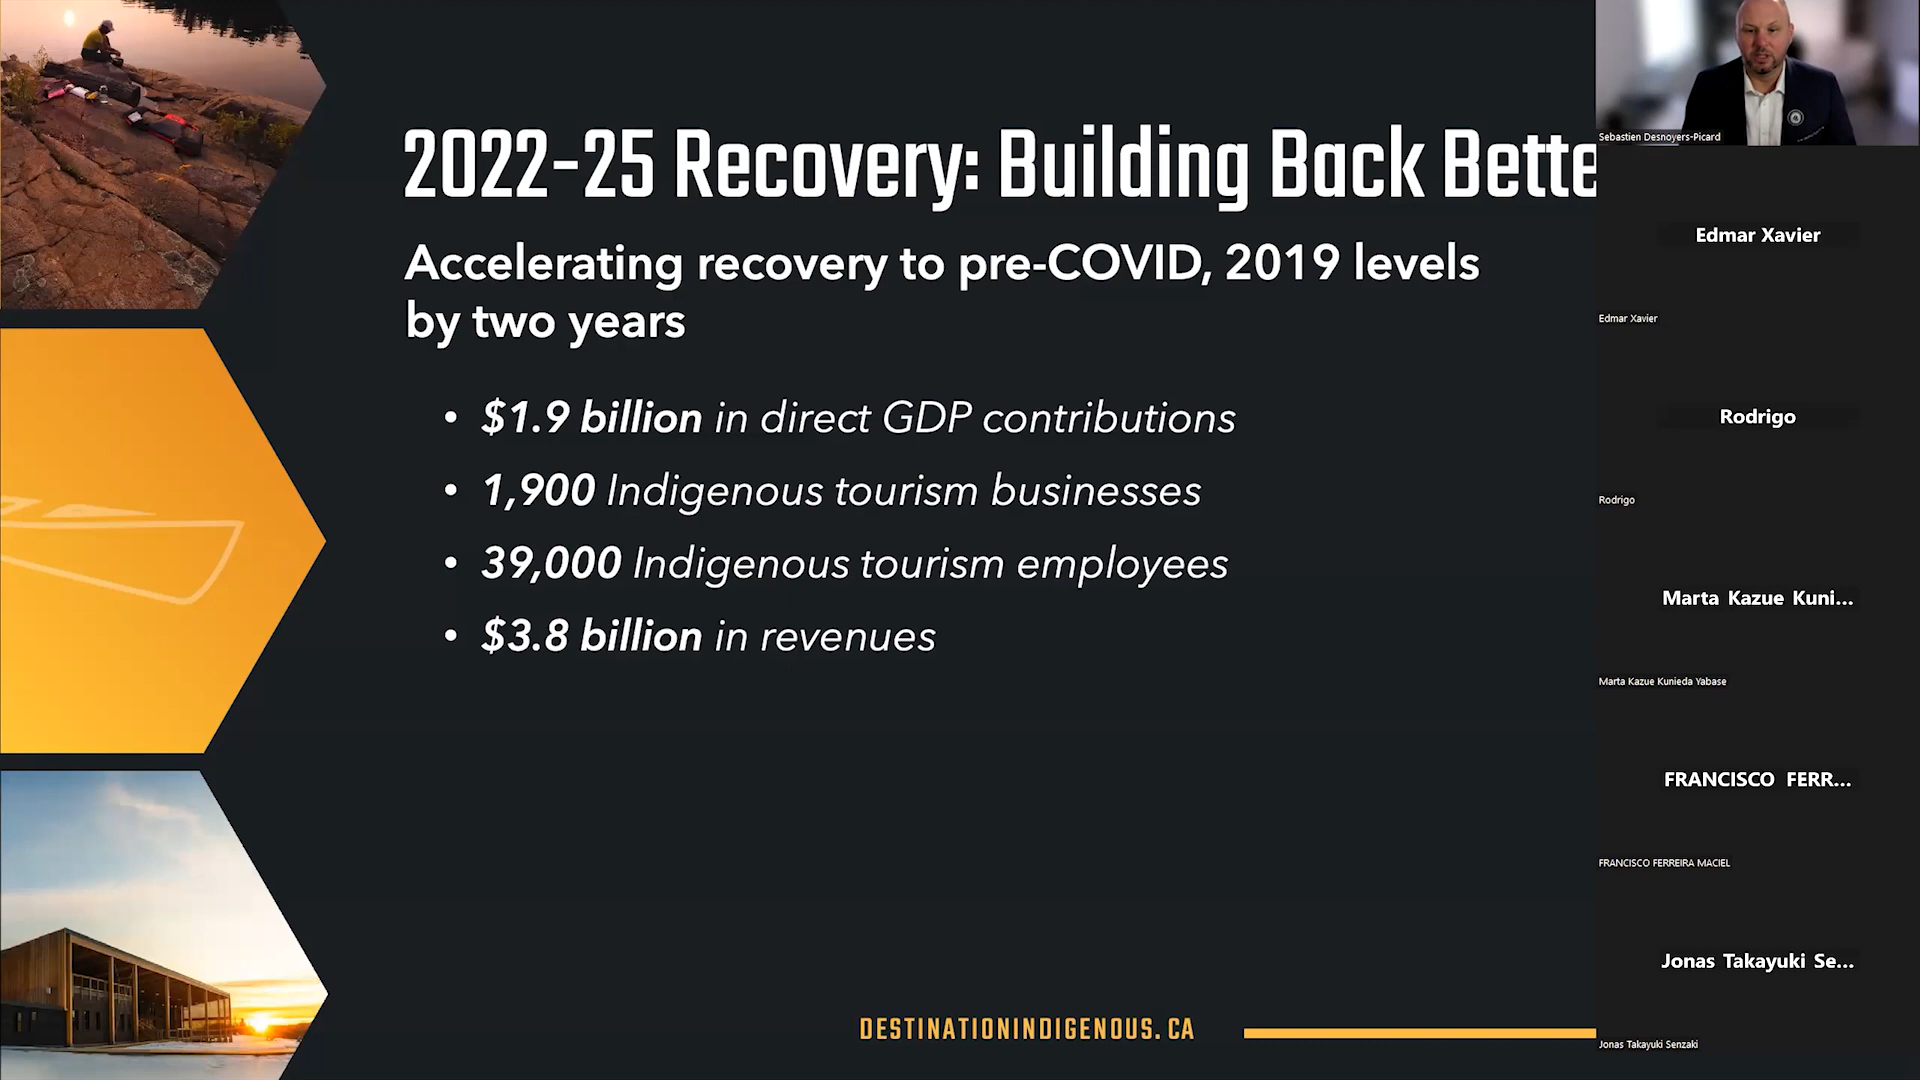 2022-25 Recovery: Building Back Bette
Accelerating recovery to pre-COVID, 2019 levels
by two years
• $1.9 billion in direct GDP contributions
• 1,900 Indigenous tourism businesses
• 39,000 Indigenous tourism employees
• $3.8 billion in revenues
DESTINATIONINDIGENOUS.CA
Sebastien Desnoyers-Picard
Edmar Xavier
Edmar Xavier
Rodrigo
Rodrigo
Marta Kazue Kuni...
Marta Kazue Kunieda Yabase
FRANCISCO FERR...
FRANCISCO FERREIRA MACIEL
Jonas Takayuki Se...
Jonas Takayuki Senzaki